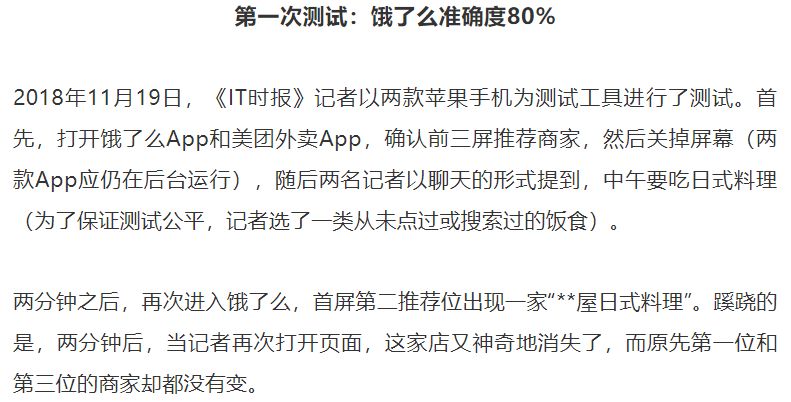 第一次测试：饿了么准确度80%
2018年11月19日，《IT时报》记者以两款苹果手机为测试工具进行了测试。首
先，打开饿了么App和美团外卖App，确认前三屏推荐商家，然后关掉屏幕（两
款App应仍在后台运行），随后两名记者以聊天的形式提到，中午要吃日式料理
（为了保证测试公平，记者选了一类从未点过或搜索过的饭食）。
两分钟之后，再次进入饿了么，首屏第二推荐位出现一家“**屋日式料理”。蹊跷的
是，两分钟后，当记者再次打开页面，这家店又神奇地消失了，而原先第一位和
第三位的商家却都没有变。